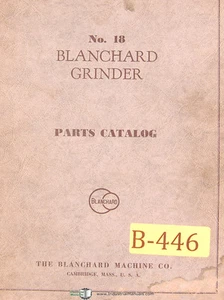 No. 18
BLANCHARD
GRINDER
PARTS CATALOG
BLANCHARD
B-446
THE BLANCHARD MACHINE CO.
CAMBRIDGE, MASS., U. S. A.